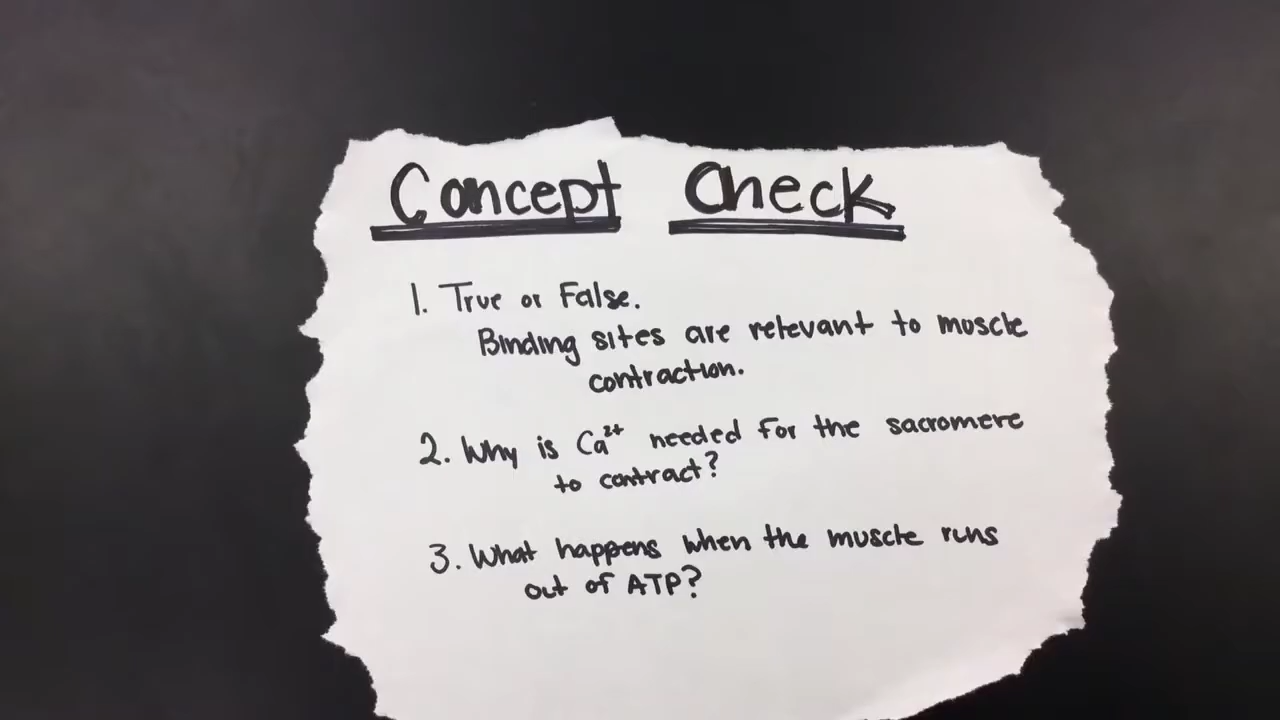 Concept Check
1. True or False.
Binding sites are relevant to muscle
contraction.
2. Why is Ca²⁺ needed for the sacromere
to contract?
3. What happens when the muscle runs
out of ATP?